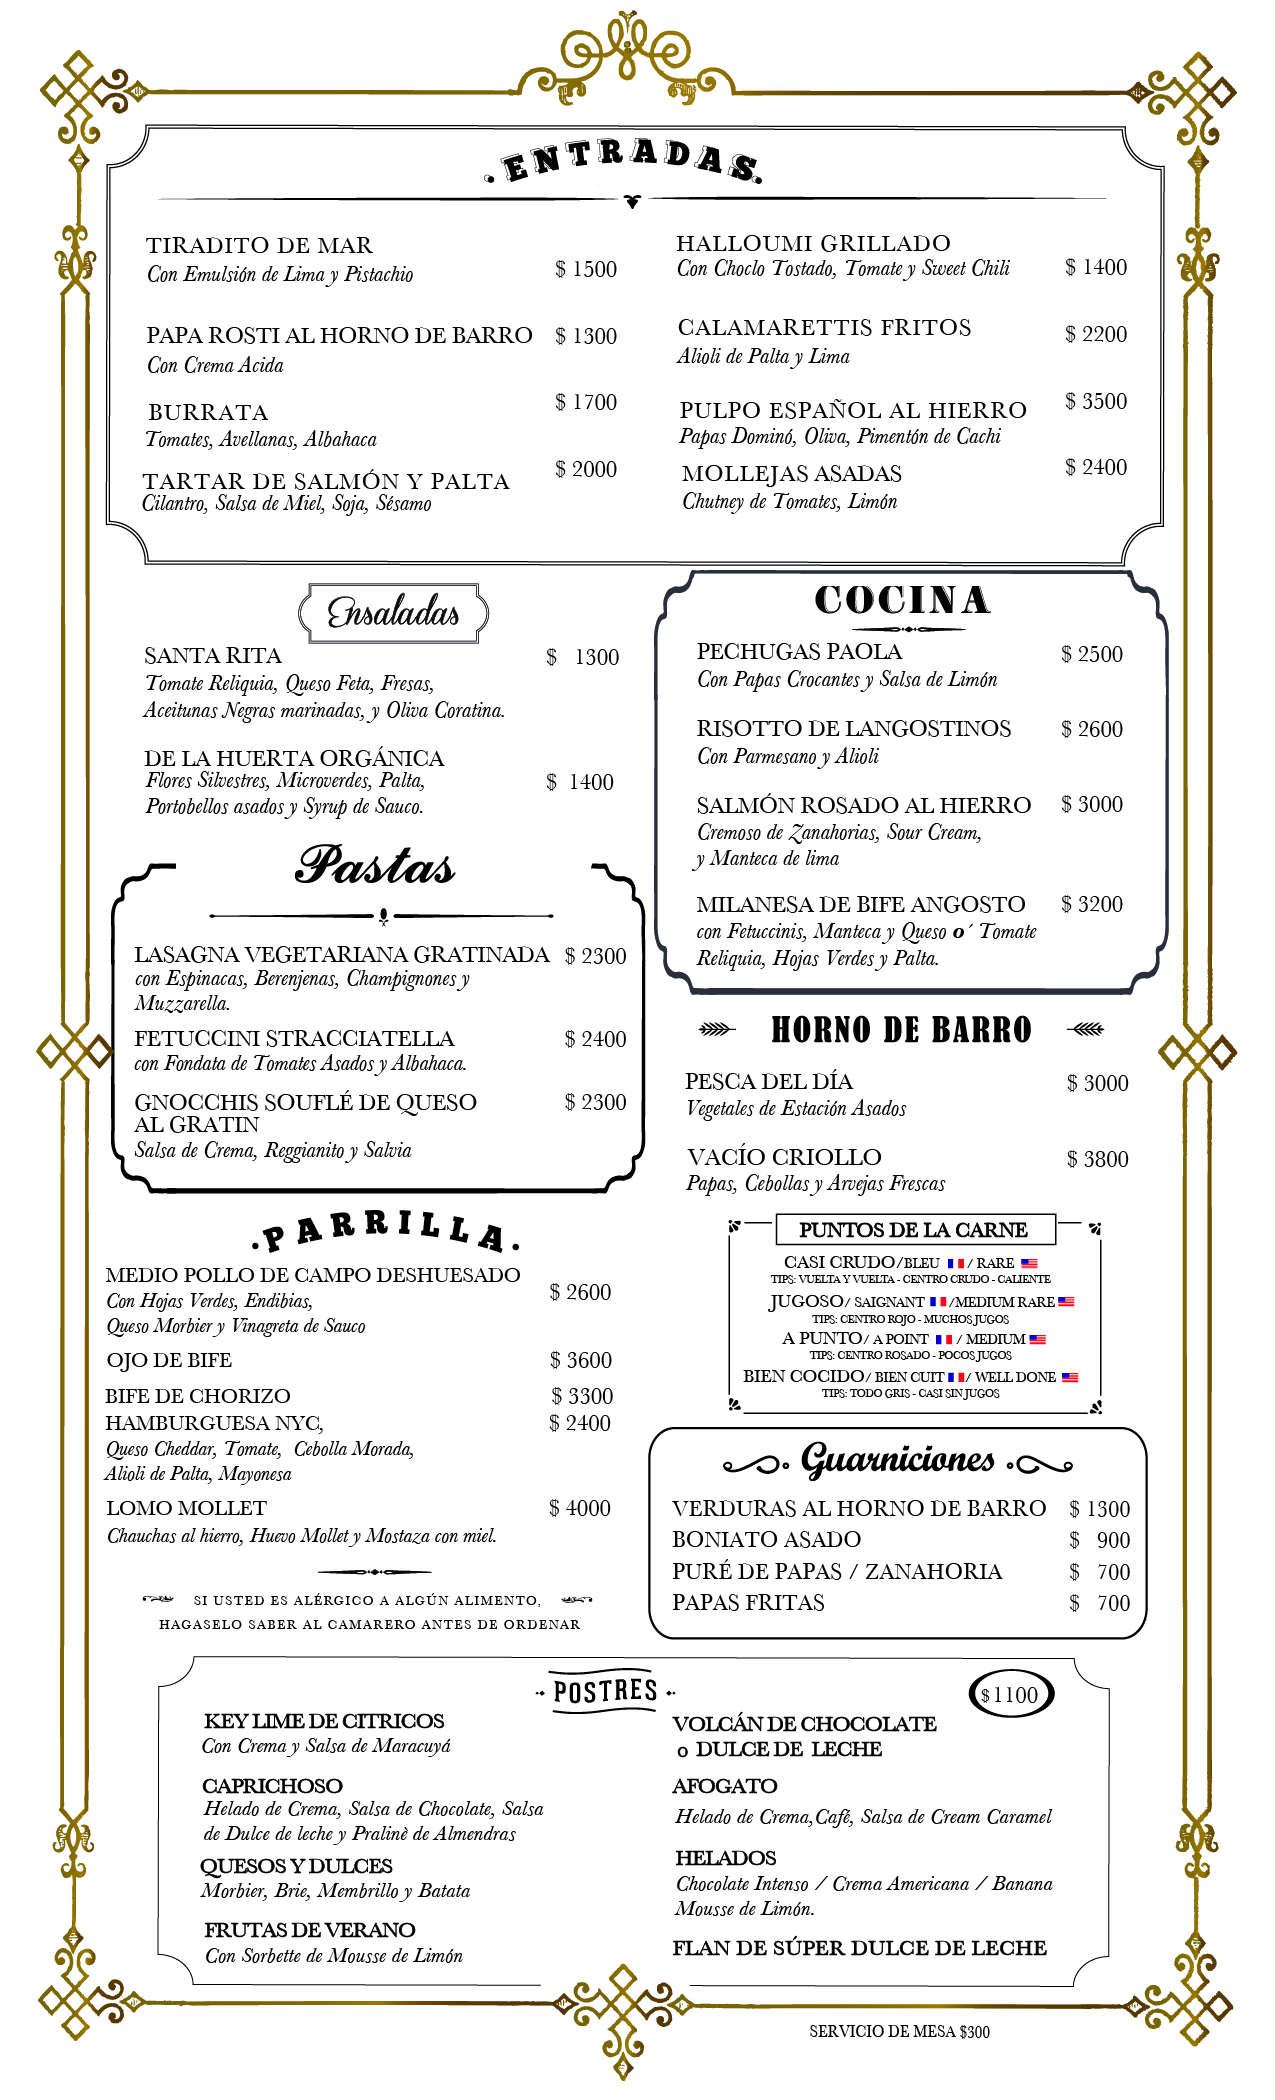 ENTRADAS
TIRADITO DE MAR
Con Emulsión de Lima y Pistachio
$ 1500
PAPA ROSTI AL HORNO DE BARRO $ 1300
Con Crema Acida
BURRATA $ 1700
Tomates, Avellanas, Albahaca
TARTAR DE SALMÓN Y PALTA $ 2000
Cilantro, Salsa de Miel, Soja, Sésamo
HALLOUMI GRILLADO
Con Choclo Tostado, Tomate y Sweet Chili $ 1400
CALAMARETTIS FRITOS $ 2200
Alioli de Palta y Lima
PULPO ESPAÑOL AL HIERRO $ 3500
Papas Dominó, Oliva, Pimentón de Cachi
MOLLEJAS ASADAS $ 2400
Chutney de Tomates, Limón
Ensaladas
SANTA RITA $ 1300
Tomate Reliquia, Queso Feta, Fresas,
Aceitunas Negras marinadas, y Oliva Coratina.
DE LA HUERTA ORGÁNICA
Flores Silvestres, Microverdes, Palta, $ 1400
Portobellos asados y Syrup de Sauco.
COCINA
PECHUGAS PAOLA $ 2500
Con Papas Crocantes y Salsa de Limón
RISOTTO DE LANGOSTINOS $ 2600
Con Parmesano y Alioli
SALMÓN ROSADO AL HIERRO $ 3000
Cremoso de Zanahorias, Sour Cream,
y Manteca de lima
MILANESA DE BIFE ANGOSTO $ 3200
con Fetuccinis, Manteca y Queso o´ Tomate
Reliquia, Hojas Verdes y Palta.
Pastas
LASAGNA VEGETARIANA GRATINADA $ 2300
con Espinacas, Berenjenas, Champignones y
Muzzarella.
FETUCCINI STRACCIATELLA $ 2400
con Fondata de Tomates Asados y Albahaca.
GNOCCHIS SOUFLÉ DE QUESO $ 2300
AL GRATIN
Salsa de Crema, Reggianito y Salvia
HORNO DE BARRO
PESCA DEL DÍA $ 3000
Vegetales de Estación Asados
VACÍO CRIOLLO $ 3800
Papas, Cebollas y Arvejas Frescas
PARRILLA
MEDIO POLLO DE CAMPO DESHUESADO
Con Hojas Verdes, Endibias, $ 2600
Queso Morbier y Vinagreta de Sauco
OJO DE BIFE $ 3600
BIFE DE CHORIZO $ 3300
HAMBURGUESA NYC, $ 2400
Queso Cheddar, Tomate, Cebolla Morada,
Alioli de Palta, Mayonesa
LOMO MOLLET $ 4000
Chauchas al hierro, Huevo Mollet y Mostaza con miel.
SI USTED ES ALÉRGICO A ALGÚN ALIMENTO,
HAGASELO SABER AL CAMARERO ANTES DE ORDENAR
PUNTOS DE LA CARNE
CASI CRUDO/BLEU / RARE
TIPS: VUELTA Y VUELTA - CENTRO CRUDO - CALIENTE
JUGOSO/ SAIGNANT /MEDIUM RARE
TIPS: CENTRO ROJO - MUCHOS JUGOS
A PUNTO/ A POINT / MEDIUM
TIPS: CENTRO ROSADO - POCOS JUGOS
BIEN COCIDO/ BIEN CUIT / WELL DONE
TIPS: TODO GRIS - CASI SIN JUGOS
Guarniciones
VERDURAS AL HORNO DE BARRO $ 1300
BONIATO ASADO $ 900
PURÉ DE PAPAS / ZANAHORIA $ 700
PAPAS FRITAS $ 700
POSTRES
$1100
KEY LIME DE CITRICOS
Con Crema y Salsa de Maracuyá
CAPRICHOSO
Helado de Crema, Salsa de Chocolate, Salsa
de Dulce de leche y Pralinè de Almendras
QUESOS Y DULCES
Morbier, Brie, Membrillo y Batata
FRUTAS DE VERANO
Con Sorbette de Mousse de Limón
VOLCÁN DE CHOCOLATE
o DULCE DE LECHE
AFOGATO
Helado de Crema,Café, Salsa de Cream Caramel
HELADOS
Chocolate Intenso / Crema Americana / Banana
Mousse de Limón.
FLAN DE SÚPER DULCE DE LECHE
SERVICIO DE MESA $300